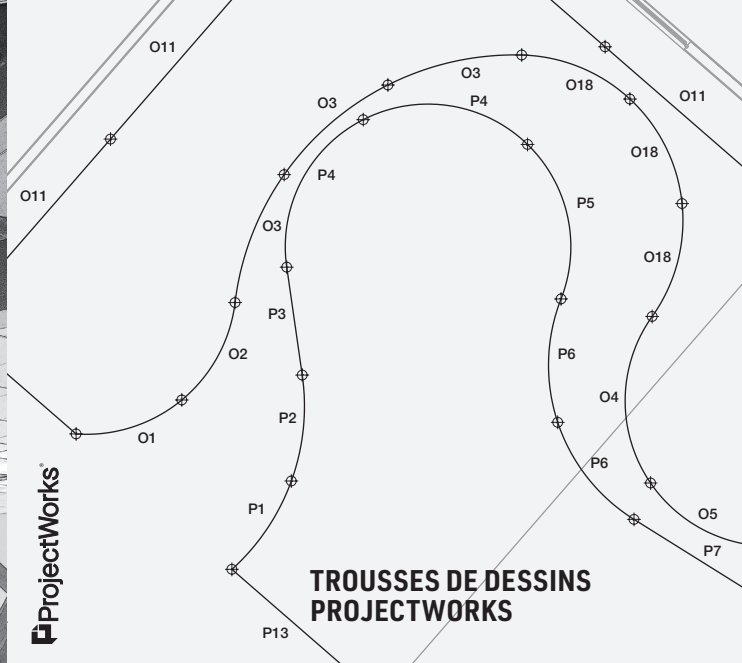 O11
O3
O18
O11
O3
P4
O11
P4
O18
P5
O3
O18
P3
O2
P6
O4
P2
O1
P6
P1
O5
P7
P13
ProjectWorks®
TROUSSES DE DESSINS
PROJECTWORKS